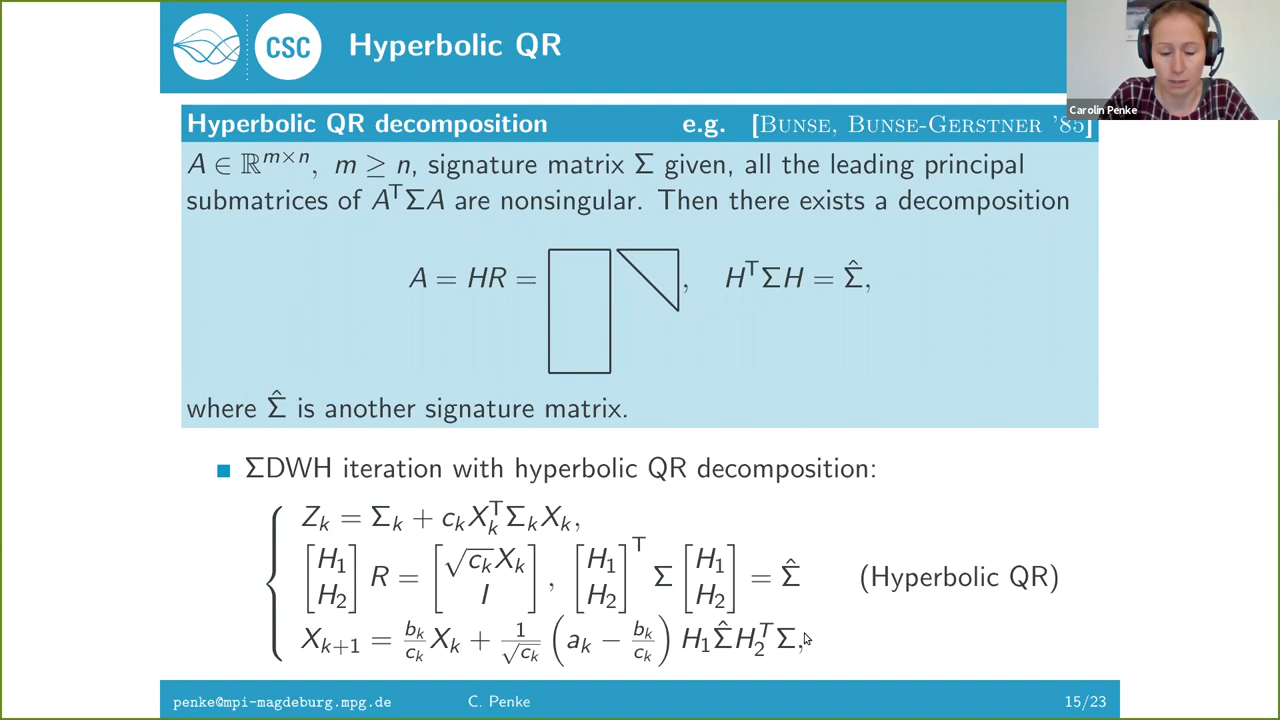 CSC
Hyperbolic QR
Carolin Penke
Hyperbolic QR decomposition e.g. [BUNSE, BUNSE-GERSTNER '85]
A ∈ ℝ^{m×n}, m ≥ n, signature matrix Σ given, all the leading principal
submatrices of A^TΣA are nonsingular. Then there exists a decomposition
A = HR = , H^TΣH = Σ̂,
where Σ̂ is another signature matrix.
ΣDWH iteration with hyperbolic QR decomposition:
Z_k = Σ_k + c_k X_k^T Σ_k X_k,
[H_1 H_2] R = [√c_k X_k I], [H_1 H_2]^T Σ [H_1 H_2] = Σ̂ (Hyperbolic QR)
X_{k+1} = b_k/c_k X_k + 1/√c_k (a_k − b_k/c_k) H_1 Σ̂ H_2^T Σ,
penke@mpi-magdeburg.mpg.de C. Penke 15/23